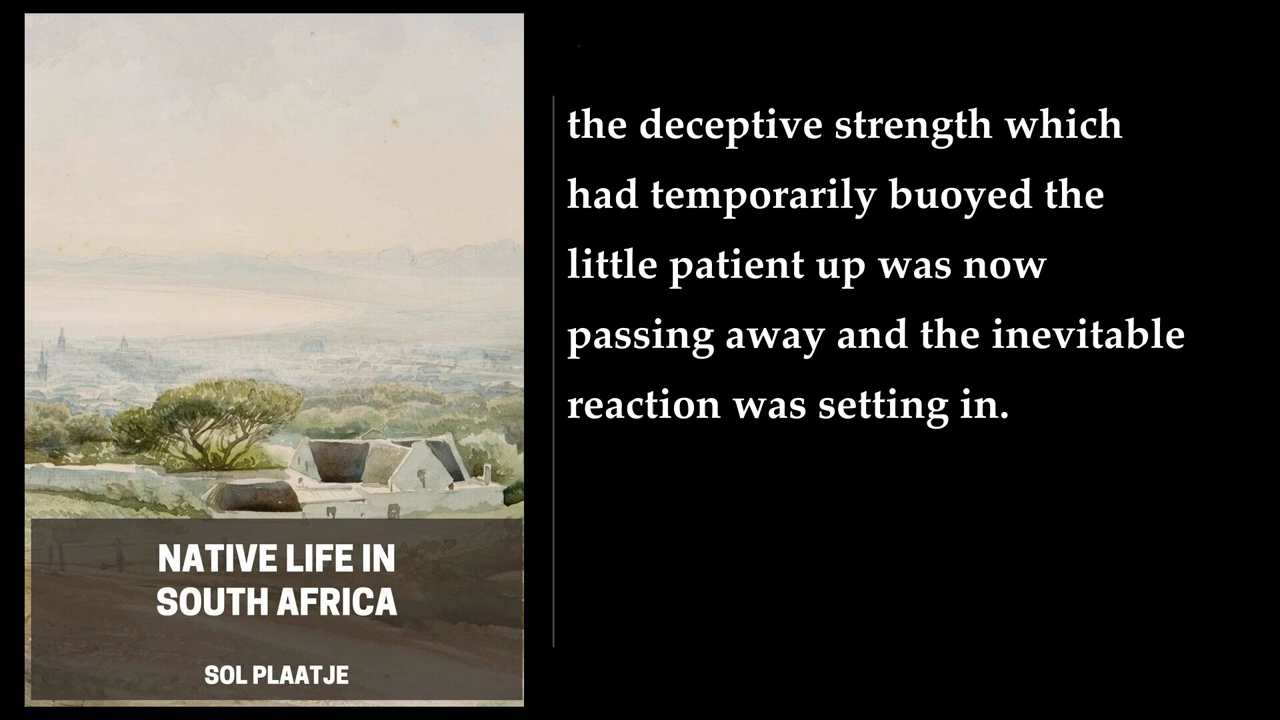 the deceptive strength which
had temporarily buoyed the
little patient up was now
passing away and the inevitable
reaction was setting in.
NATIVE LIFE IN
SOUTH AFRICA
SOL PLAATJE